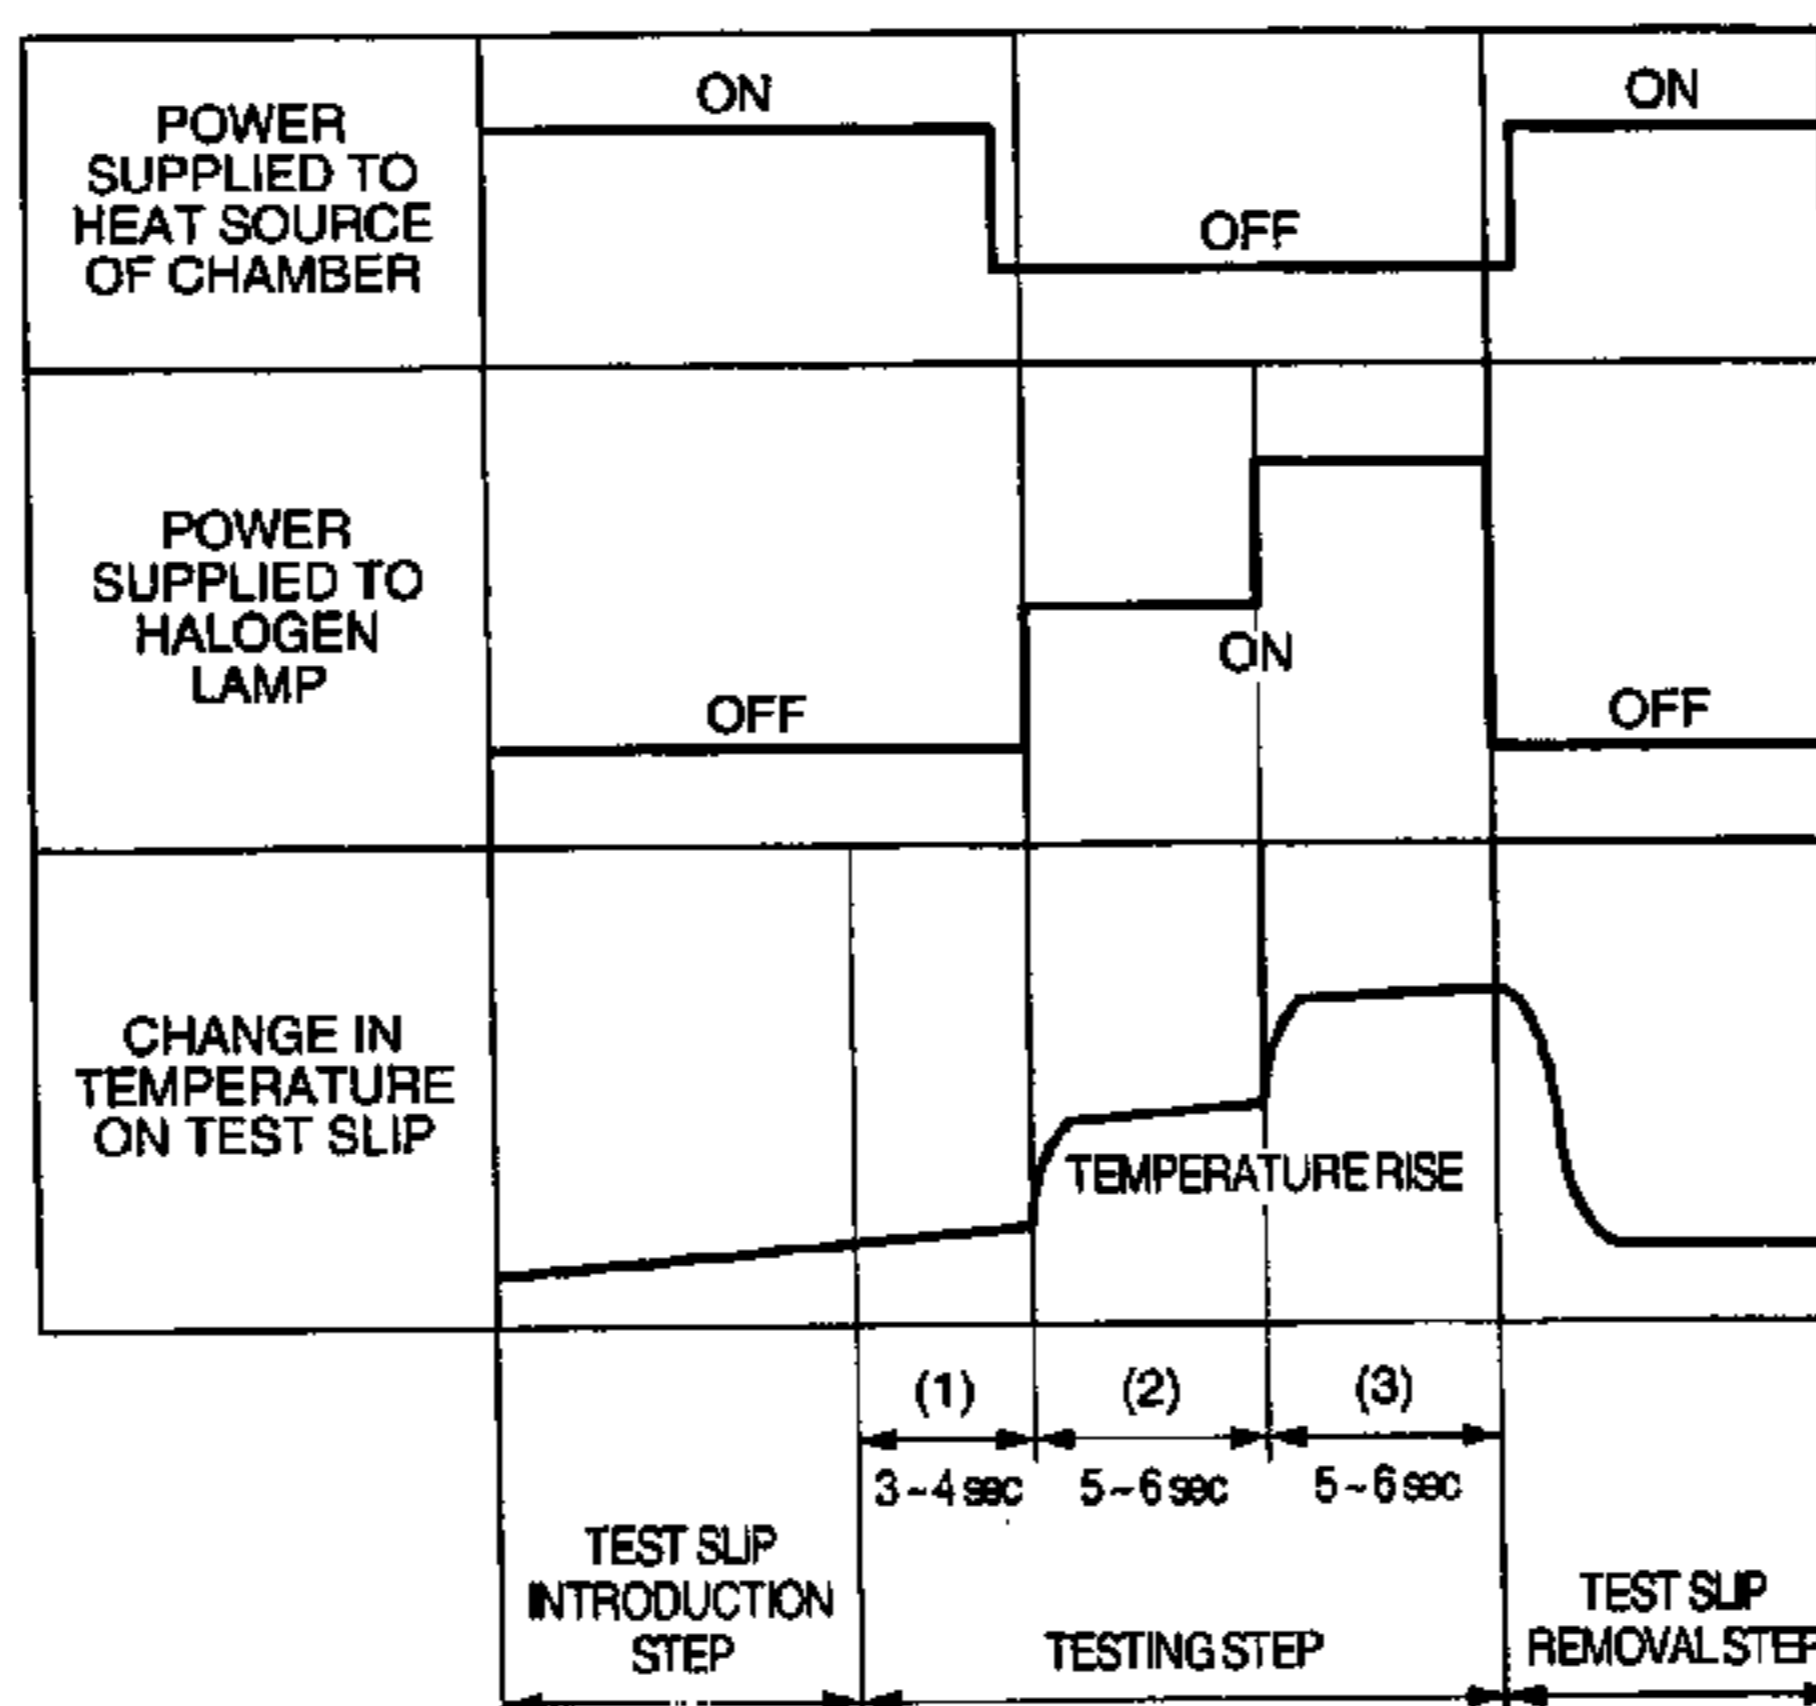 POWER
SUPPLIED TO
HEAT SOURCE
OF CHAMBER
ON
OFF
ON
POWER
SUPPLIED TO
HALOGEN
LAMP
OFF
ON
OFF
CHANGE IN
TEMPERATURE
ON TEST SLIP
TEMPERATURE RISE
(1)
(2)
(3)
3~4 sec
5~6 sec
5~6 sec
TEST SLIP
INTRODUCTION
STEP
TESTING STEP
TEST SLIP
REMOVAL STEP